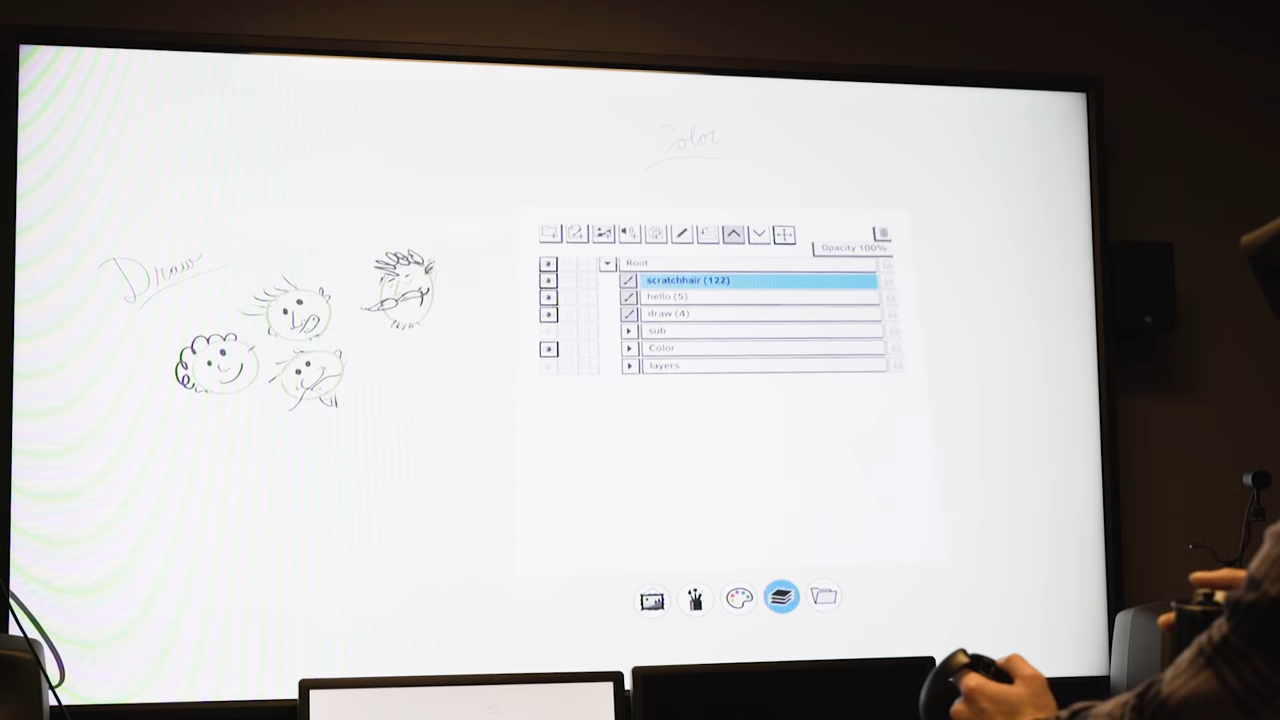 Color
Draw
Opacity 100%
Root
scratchhair (122)
hello (5)
draw (4)
sub
Color
layers